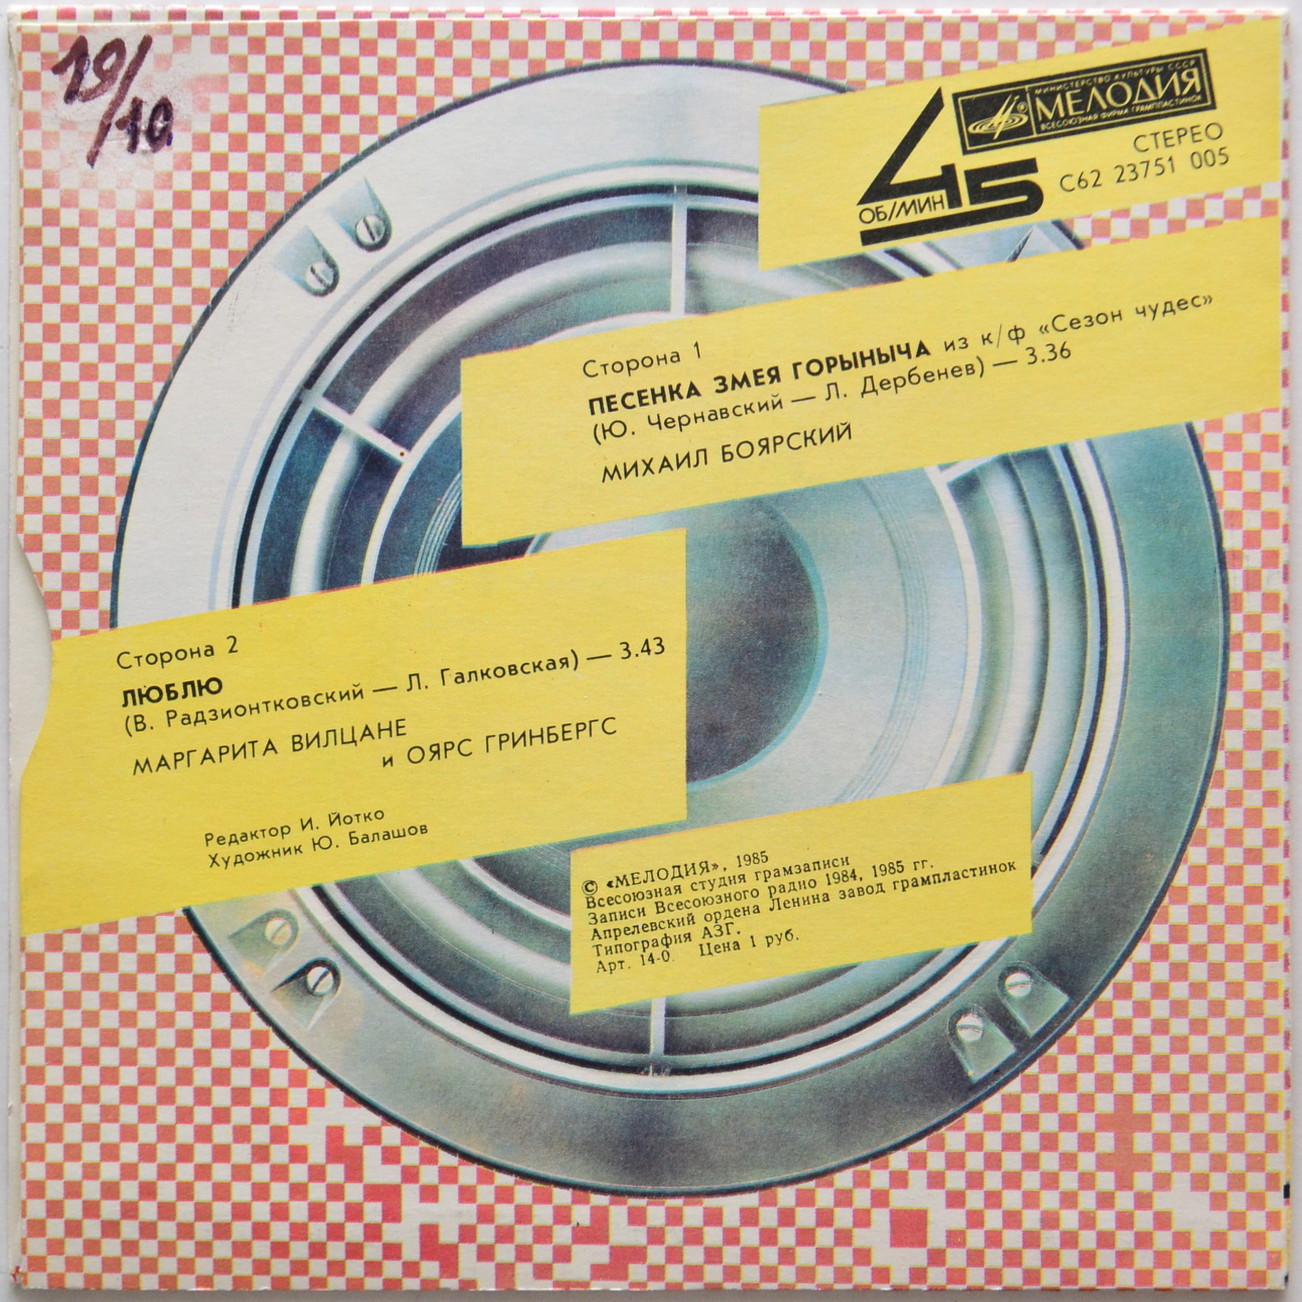 19/10
МИНИСТЕРСТВО КУЛЬТУРЫ СССР
МЕЛОДИЯ
ВСЕСОЮЗНАЯ ФИРМА ГРАМПЛАСТИНОК
45
ОБ/МИН
СТЕРЕО
С62 23751 005
Сторона 1
ПЕСЕНКА ЗМЕЯ ГОРЫНЫЧА из к/ф «Сезон чудес»
(Ю. Чернавский — Л. Дербенев) — 3.36
МИХАИЛ БОЯРСКИЙ
Сторона 2
ЛЮБЛЮ
(В. Радзионтковский — Л. Галковская) — 3.43
МАРГАРИТА ВИЛЦАНЕ
и ОЯРС ГРИНБЕРГС
Редактор И. Йотко
Художник Ю. Балашов
© «МЕЛОДИЯ», 1985
Всесоюзная студия грамзаписи
Записи Всесоюзного радио 1984, 1985 гг.
Апрелевский ордена Ленина завод грампластинок
Типография АЗГ.
Арт. 14-0. Цена 1 руб.